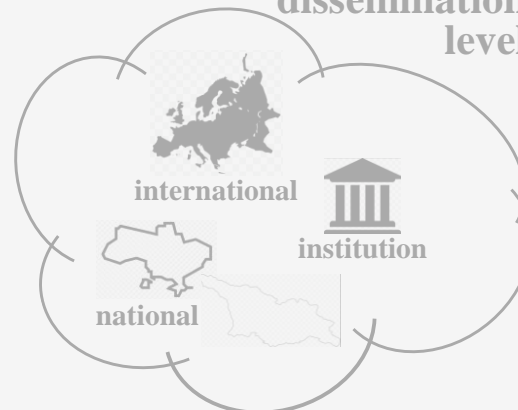 dissemination
level
international
institution
national